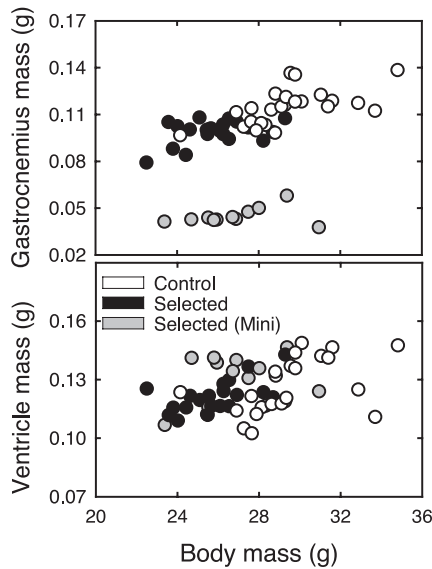 0.17
0.14
0.11
0.08
0.05
0.02
Gastrocnemius mass (g)
Control
Selected
Selected (Mini)
0.16
0.13
0.10
0.07
Ventricle mass (g)
20
24
28
32
36
Body mass (g)